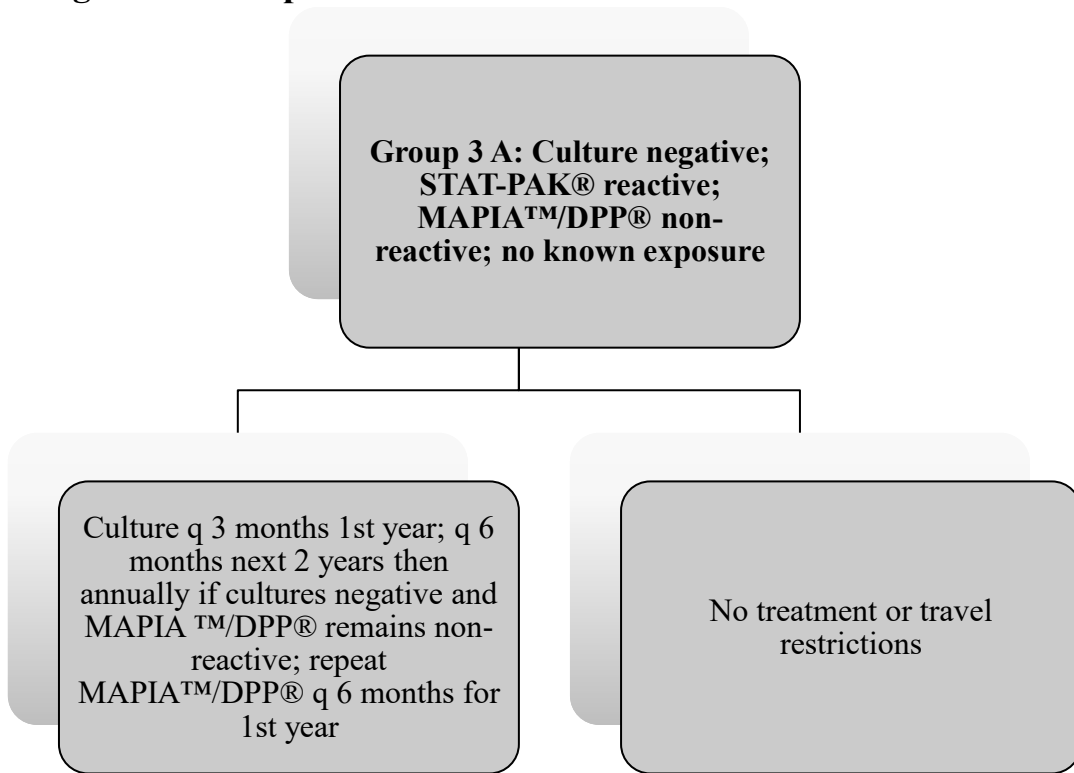 Group 3 A: Culture negative;
STAT-PAK® reactive;
MAPIA™/DPP® non-
reactive; no known exposure
Culture q 3 months 1st year; q 6
months next 2 years then
annually if cultures negative and
MAPIA ™/DPP® remains non-
reactive; repeat
MAPIA™/DPP® q 6 months for
1st year
No treatment or travel
restrictions